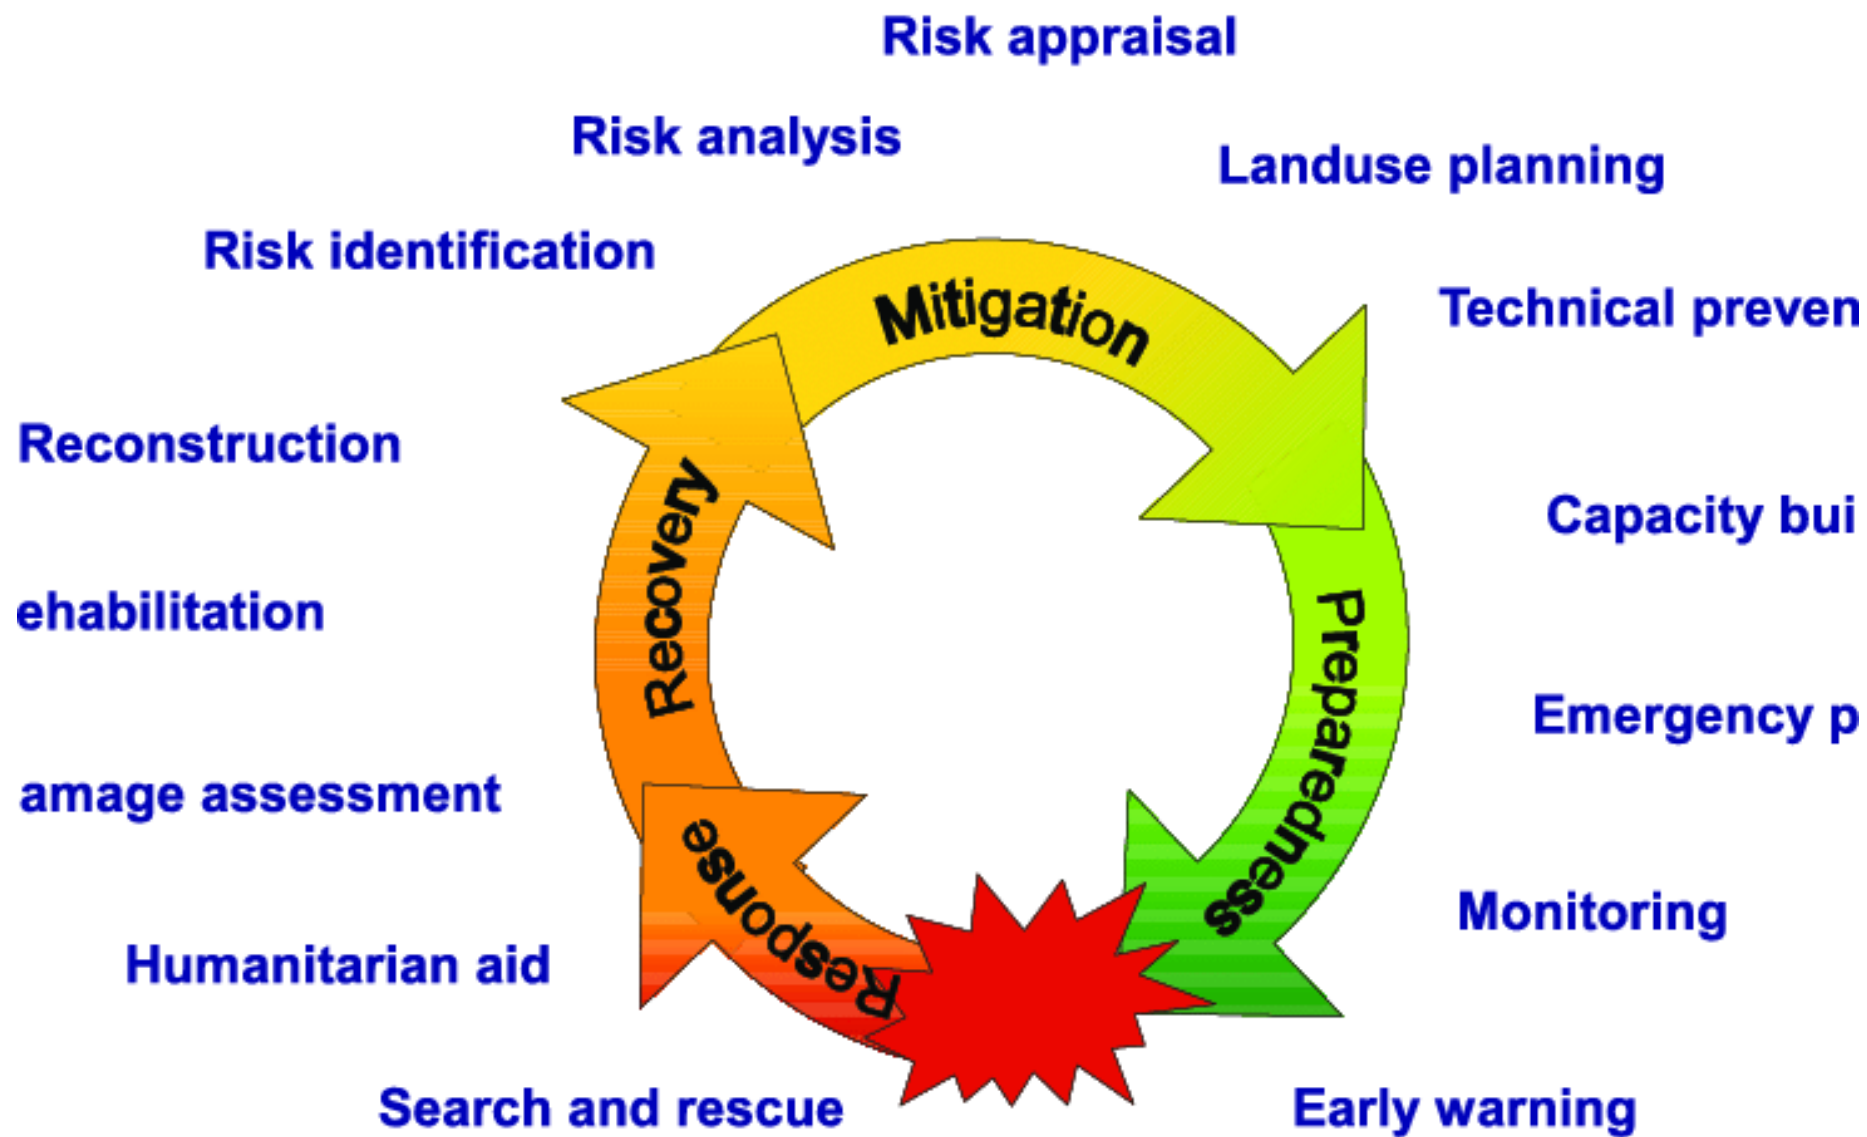 Risk appraisal
Risk analysis
Landuse planning
Risk identification
Technical preven
Mitigation
Reconstruction
Recovery
Capacity bui
ehabilitation
Preparedness
Emergency p
amage assessment
Response
Monitoring
Humanitarian aid
Search and rescue
Early warning